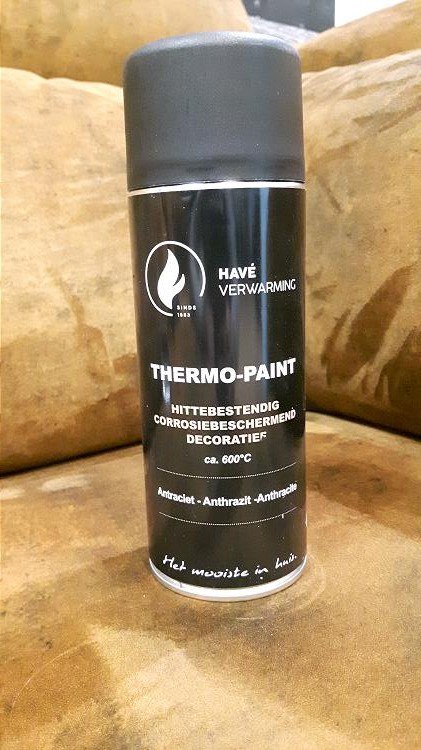 HAVÉ
VERWARMING
SINDS
1983
THERMO-PAINT
HITTEBESTENDIG
CORROSIEBESCHERMEND
DECORATIEF
ca. 600°C
Antraciet - Anthrazit -Anthracite
Het mooiste in huis.